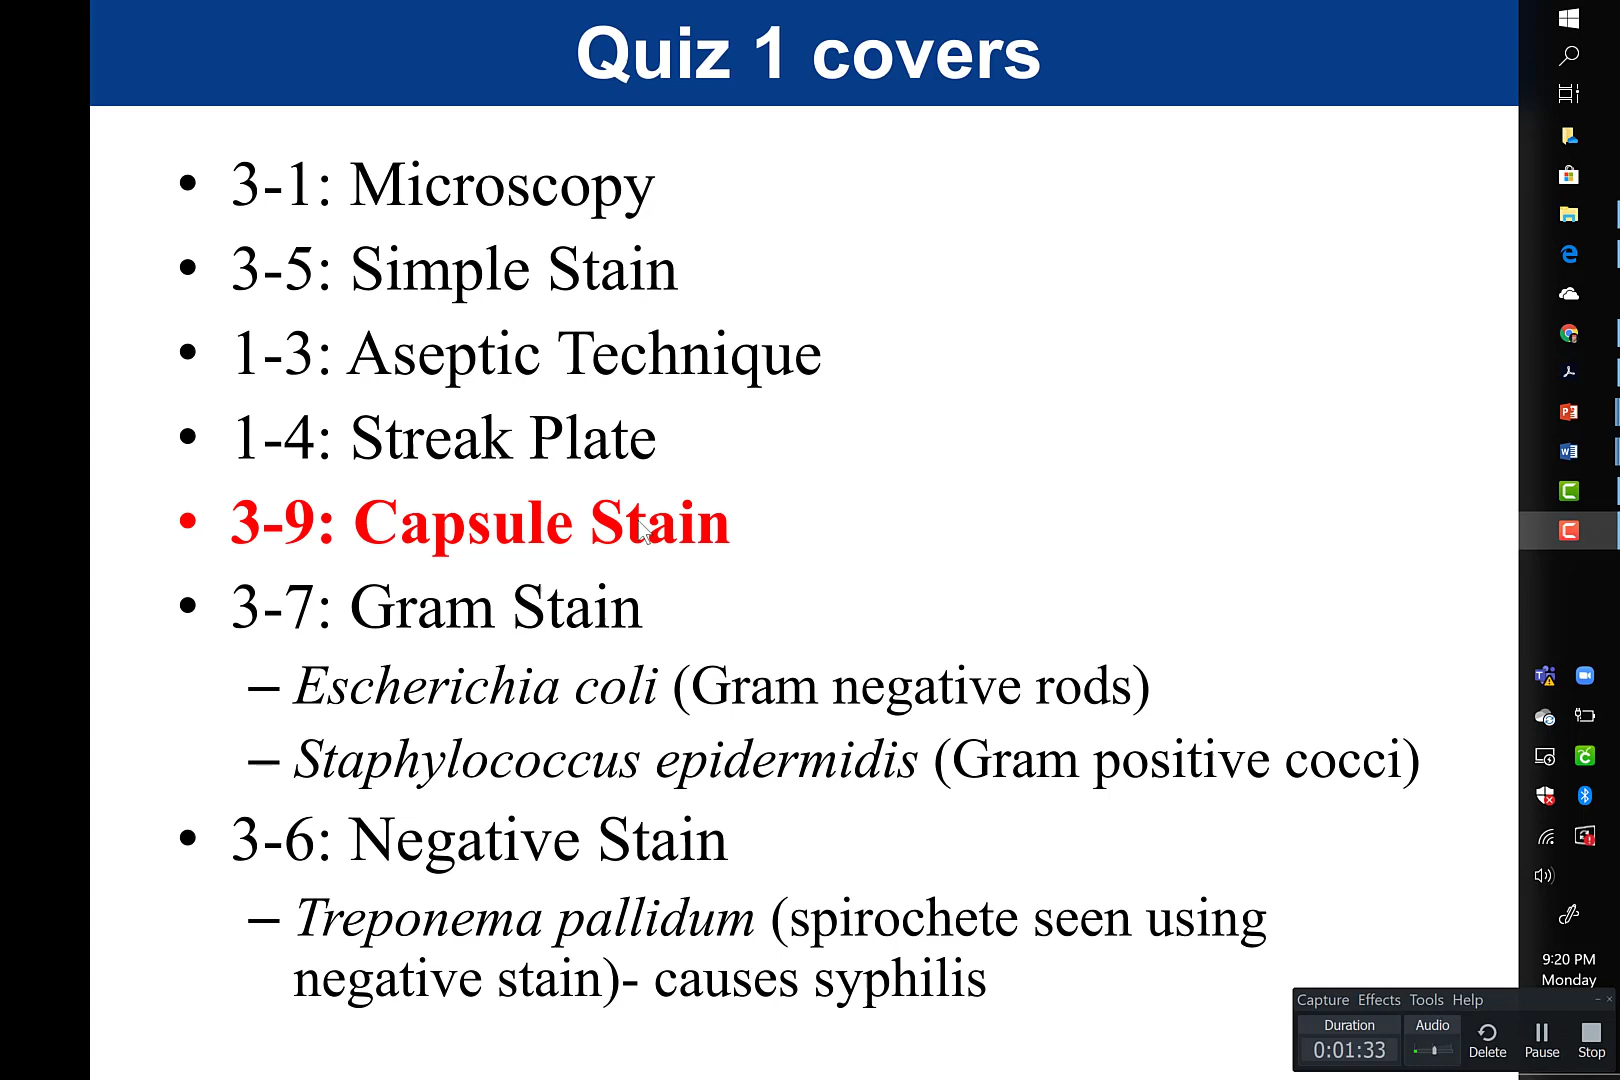 Quiz 1 covers
• 3-1: Microscopy
• 3-5: Simple Stain
• 1-3: Aseptic Technique
• 1-4: Streak Plate
• 3-9: Capsule Stain
• 3-7: Gram Stain
– Escherichia coli (Gram negative rods)
– Staphylococcus epidermidis (Gram positive cocci)
• 3-6: Negative Stain
– Treponema pallidum (spirochete seen using
negative stain)- causes syphilis
9:20 PM
Monday
Capture Effects Tools Help
Duration Audio
0:01:33 Delete Pause Stop